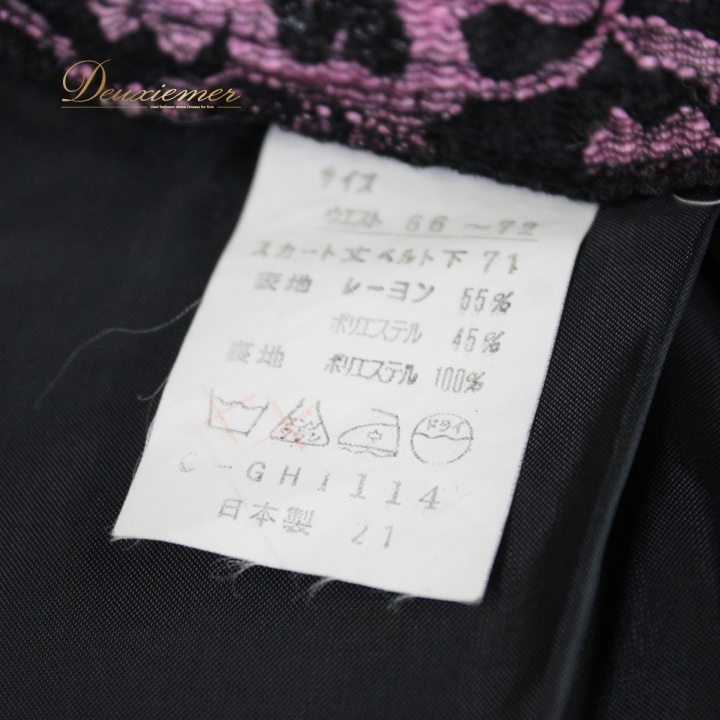 Deuxiemer
サイズ
ウエスト 66～72
スカート丈ベルト下 71
表地 レーヨン 55%
ポリエステル 45%
裏地 ポリエステル 100%
ドライ
C-GH1114
日本製 21